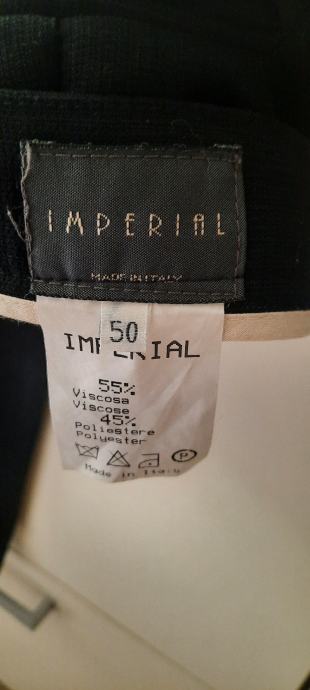 IMPERIAL
MADE IN ITALY
50
IMPERIAL
55%
Viscosa
Viscose
45%
Poliestere
Polyester
P
Made in Italy